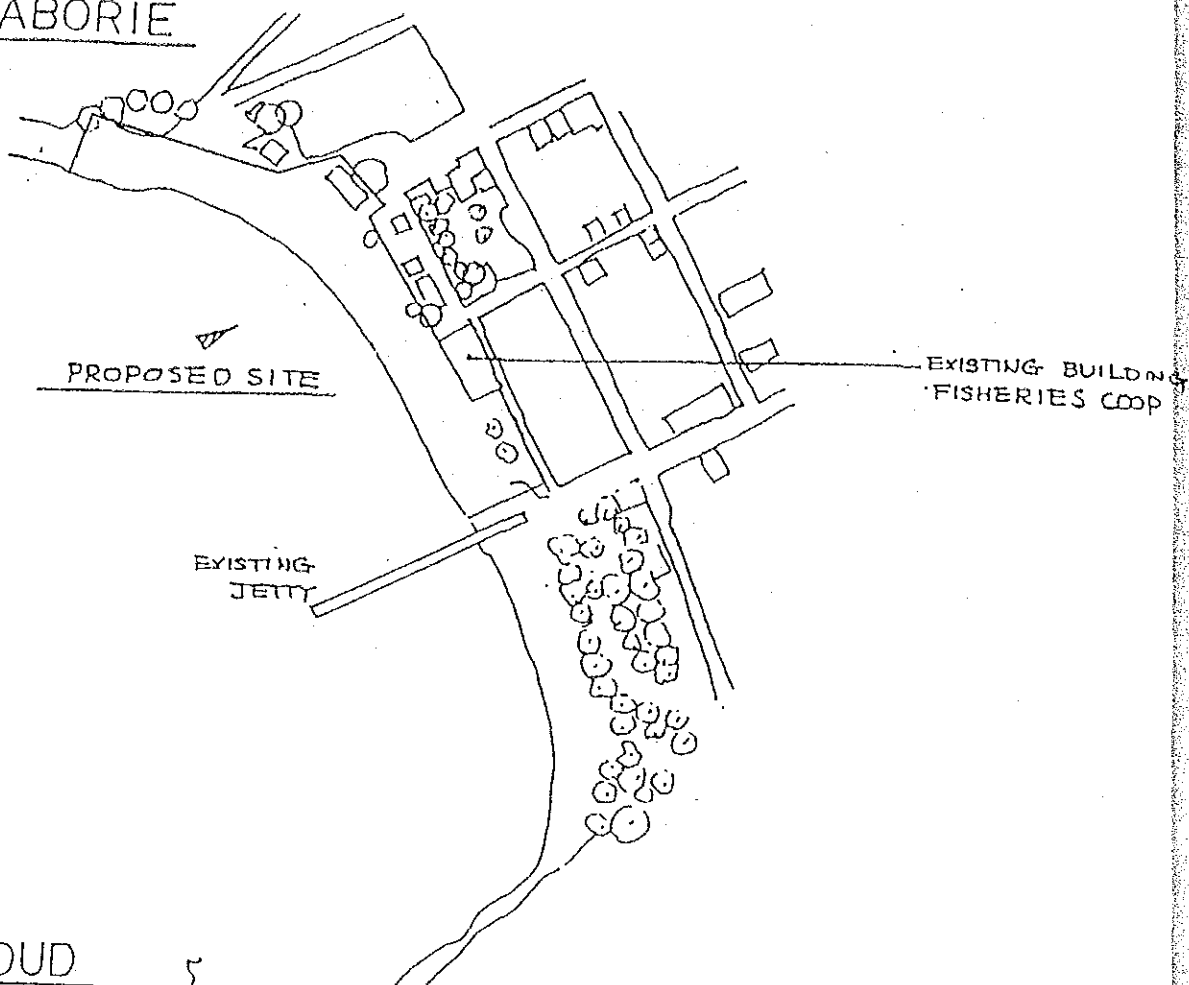 ABORIE
PROPOSED SITE
EXISTING BUILDING
FISHERIES COOP
EXISTING
JETTY
OUD